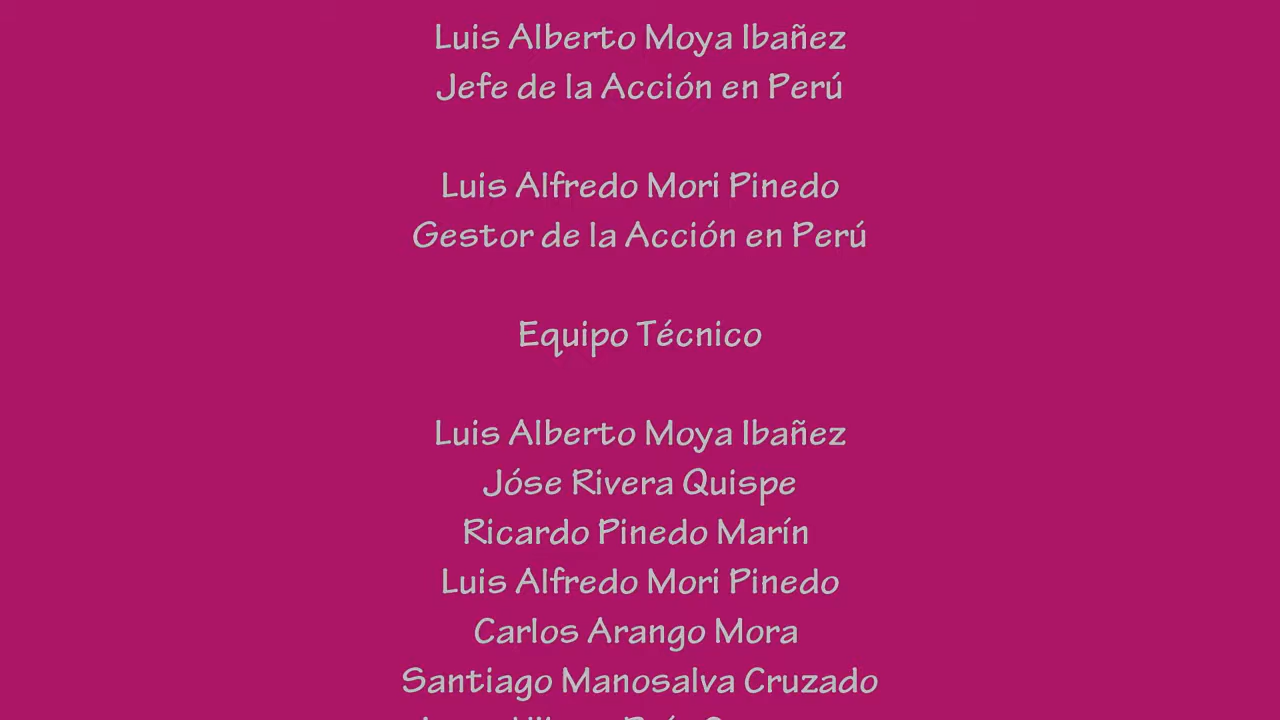 Luis Alberto Moya Ibañez
Jefe de la Acción en Perú
Luis Alfredo Mori Pinedo
Gestor de la Acción en Perú
Equipo Técnico
Luis Alberto Moya Ibañez
Jóse Rivera Quispe
Ricardo Pinedo Marín
Luis Alfredo Mori Pinedo
Carlos Arango Mora
Santiago Manosalva Cruzado